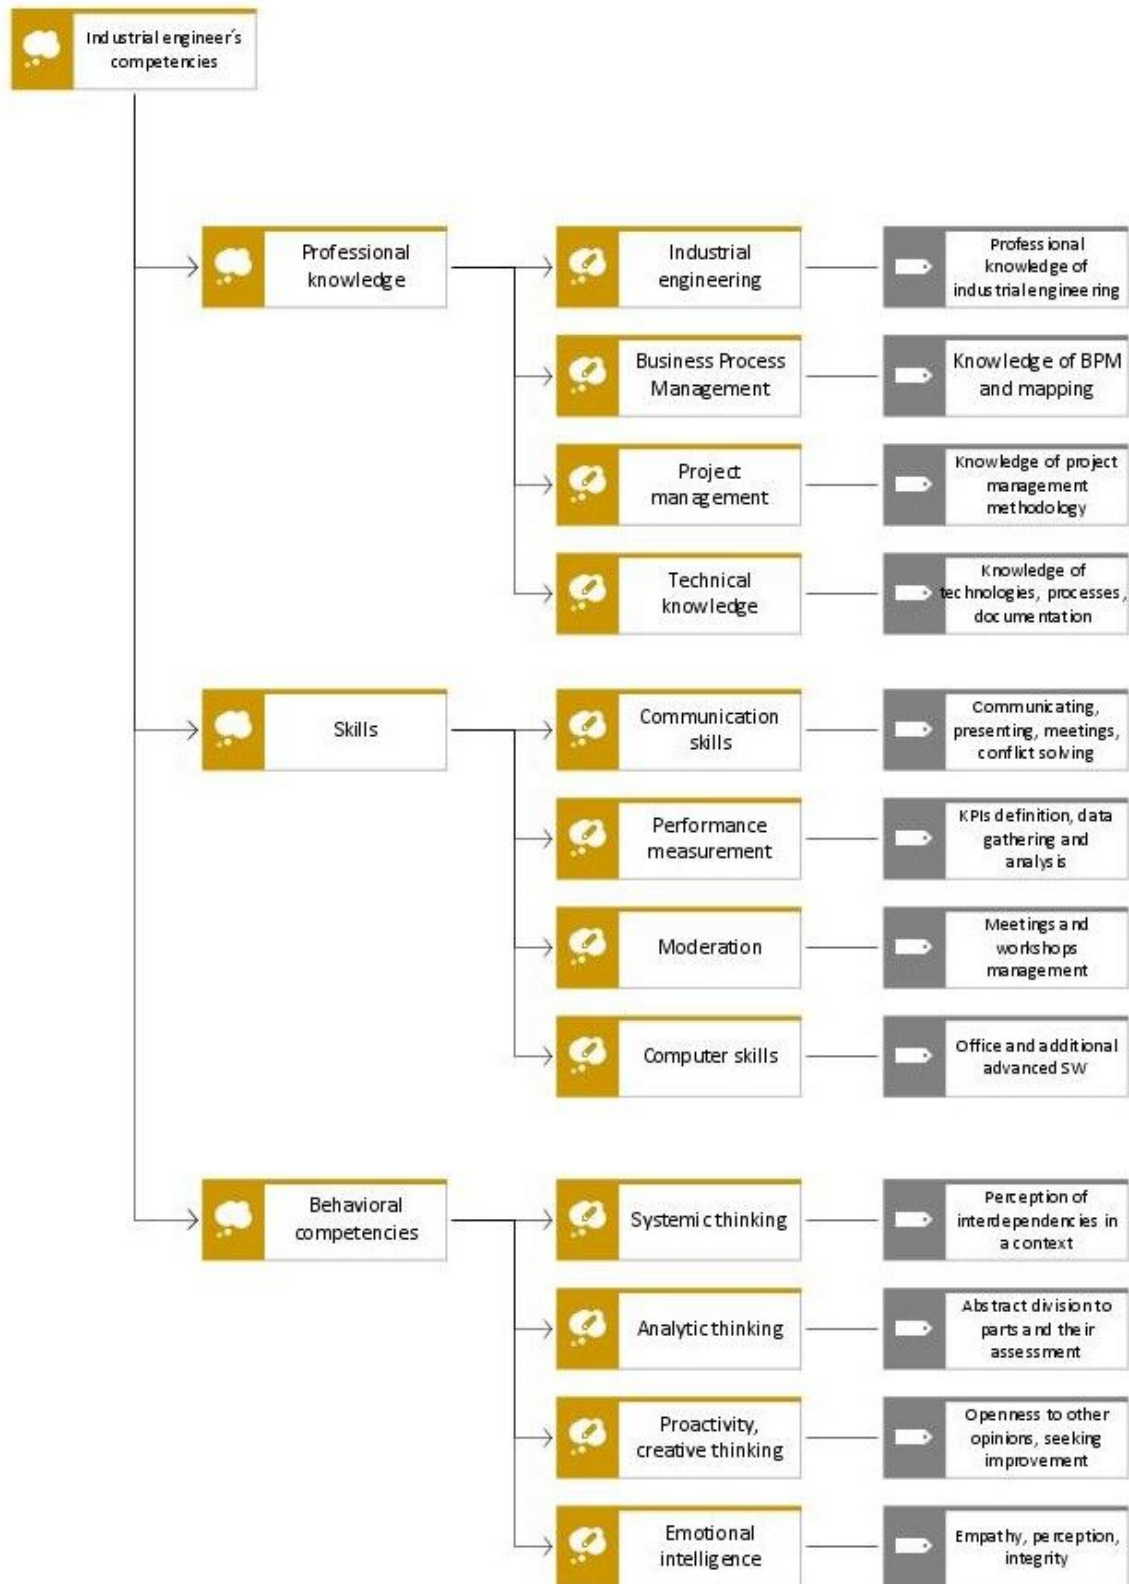 Industrial engineer´s
competencies
Professional
knowledge
Industrial
engineering
Professional
knowledge of
industrial engineering
Business Process
Management
Knowledge of BPM
and mapping
Project
management
Knowledge of project
management
methodology
Technical
knowledge
Knowledge of
technologies, processes,
documentation
Skills
Communication
skills
Communicating,
presenting, meetings,
conflict solving
Performance
measurement
KPIs definition, data
gathering and
analysis
Moderation
Meetings and
workshops
management
Computer skills
Office and additional
advanced SW
Behavioral
competencies
Systemic thinking
Perception of
interdependencies in
a context
Analytic thinking
Abstract division to
parts and their
assessment
Proactivity,
creative thinking
Openness to other
opinions, seeking
improvement
Emotional
intelligence
Empathy, perception,
integrity